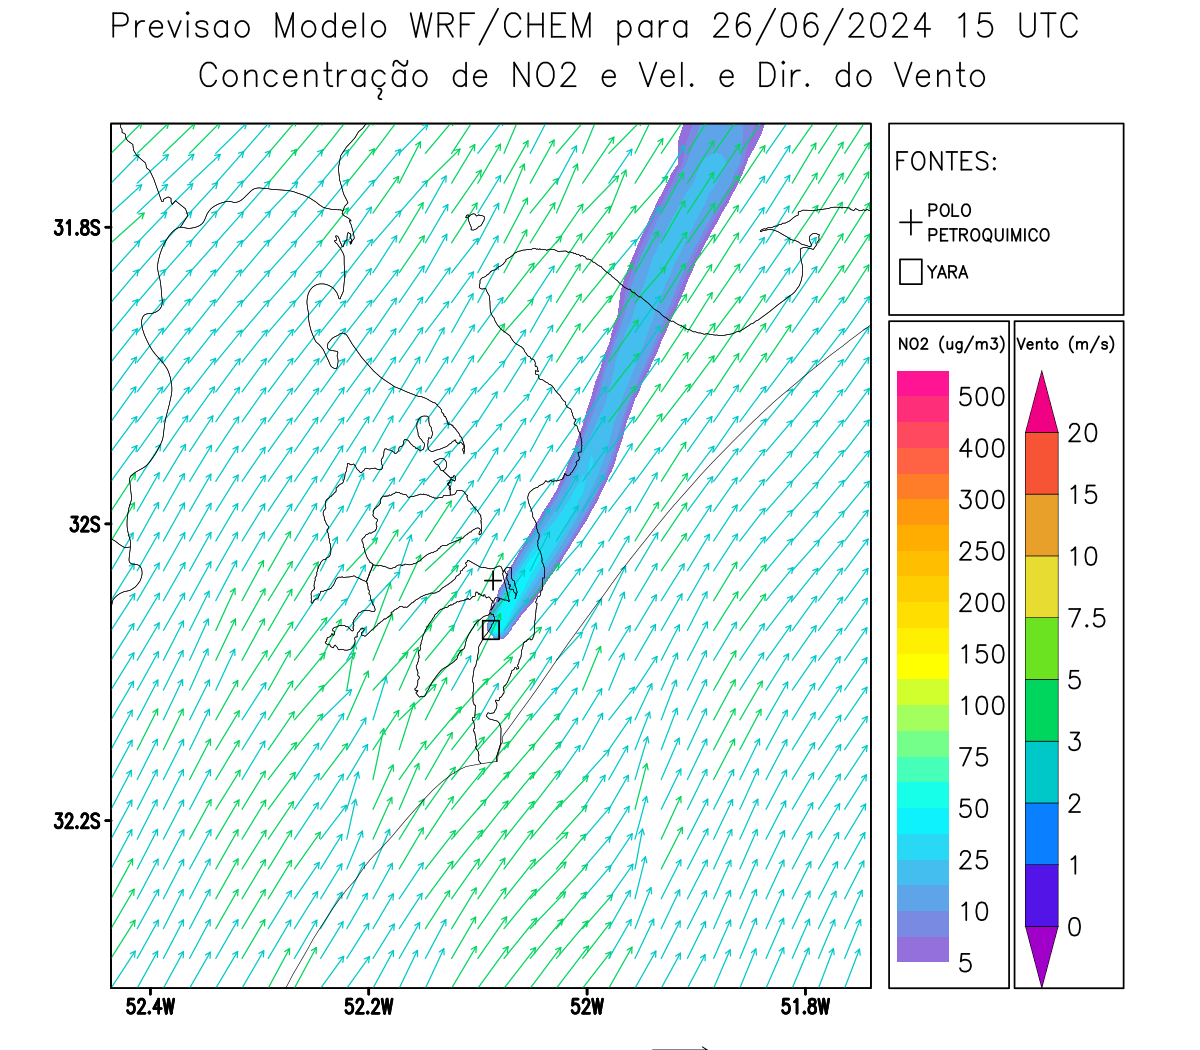 Previsao Modelo WRF/CHEM para 26/06/2024 15 UTC
Concentração de NO2 e Vel. e Dir. do Vento
FONTES:
POLO
PETROQUIMICO
YARA
NO2 (ug/m3)
500
400
300
250
200
150
100
75
50
25
10
5
Vento (m/s)
20
15
10
7.5
5
3
2
1
0
31.8S
32S
32.2S
52.4W
52.2W
52W
51.8W